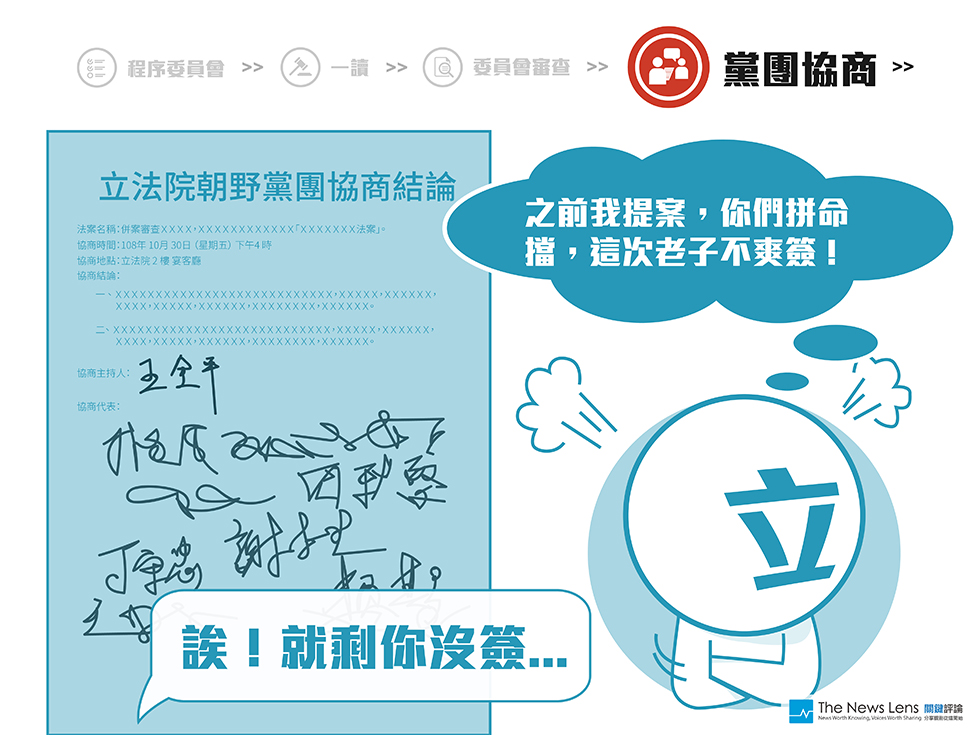 程序委員會 >> 一讀 >> 委員會審查 >> 黨團協商 >>
立法院朝野黨團協商結論
法案名稱：併案審查XXXX，XXXXXXXXXXXX「XXXXXXX法案」。
協商時間：108年 10月 30日（星期五）下午4時
協商地點：立法院 2 樓 宴客廳
協商結論：
一、XXXXXXXXXXXXXXXXXXXXXXXXXXX，XXXXX，XXXXXX，
XXXX，XXXXX，XXXXXX，XXXXXXXX，XXXXXX。
二、XXXXXXXXXXXXXXXXXXXXXXXXXXX，XXXXX，XXXXXX，
XXXX，XXXXX，XXXXXX，XXXXXXXX，XXXXXX。
協商主持人：王全平
協商代表：
丁守忠
之前我提案，你們拼命
擋，這次老子不爽簽！
立
誒！就剩你沒簽...
The News Lens 關鍵評論
News Worth Knowing, Voices Worth Sharing 分享觀點從這開始